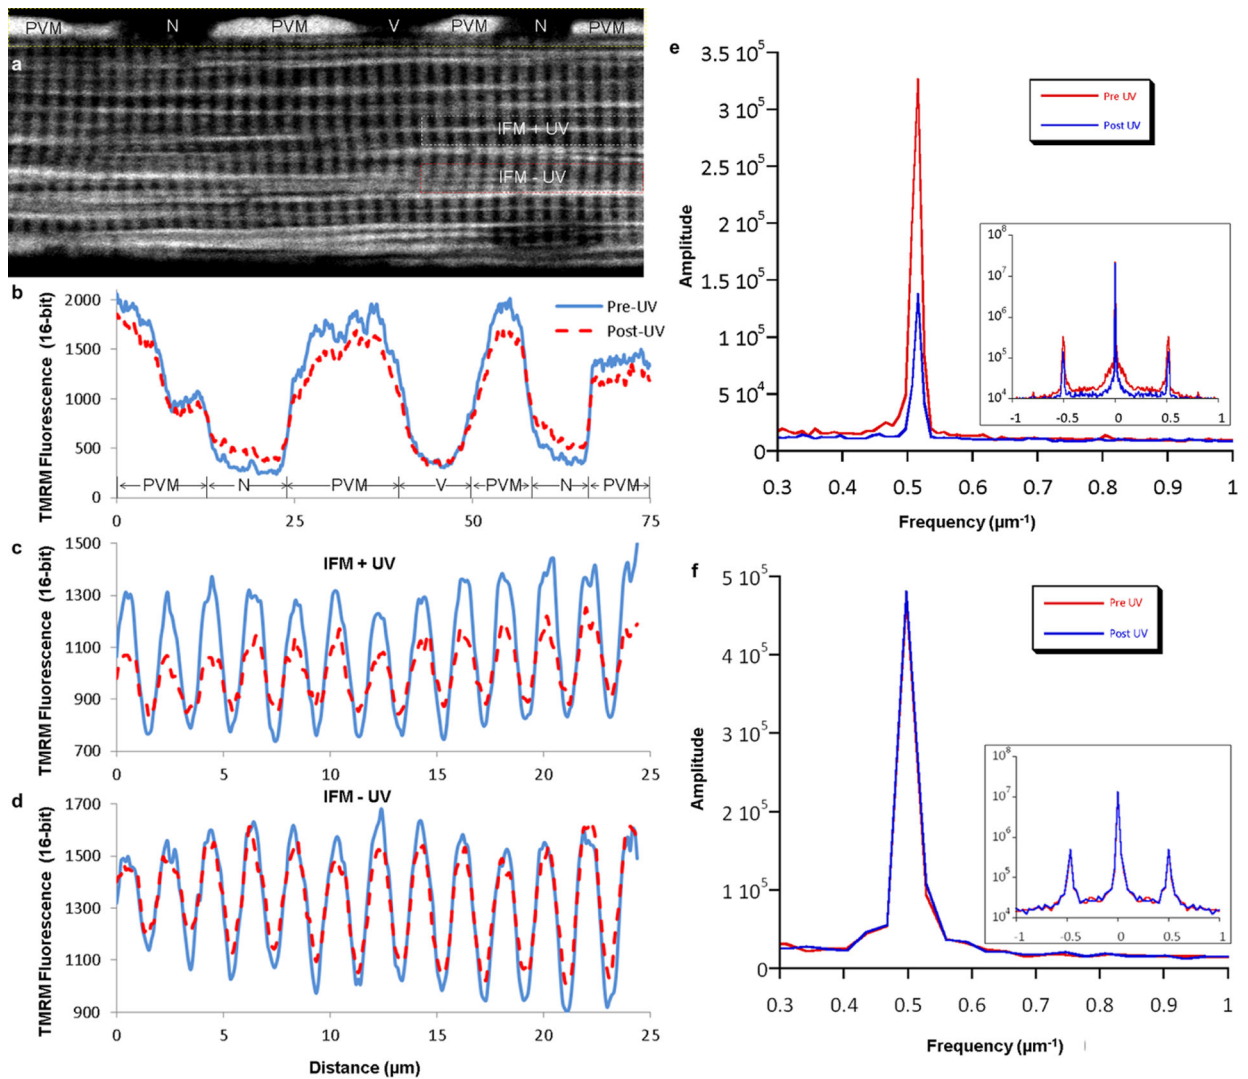 PVM N PVM V PVM N PVM
a
IFM + UV
IFM - UV
b
TMRM Fluorescence (16-bit)
2000
1500
1000
500
0
Pre-UV
Post-UV
PVM N PVM V PVM N PVM
0 25 50 75
c
TMRM Fluorescence (16-bit)
IFM + UV
1500
1300
1100
900
700
0 5 10 15 20 25
d
TMRM Fluorescence (16-bit)
IFM - UV
1700
1500
1300
1100
900
0 5 10 15 20 25
Distance (µm)
e
Amplitude
3.5 10⁵
3 10⁵
2.5 10⁵
2 10⁵
1.5 10⁵
1 10⁵
5 10⁴
0
Pre UV
Post UV
10⁸
10⁷
10⁶
10⁵
10⁴
-1 -0.5 0 0.5 1
0.3 0.4 0.5 0.6 0.7 0.8 0.9 1
Frequency (µm⁻¹)
f
Amplitude
5 10⁵
4 10⁵
3 10⁵
2 10⁵
1 10⁵
0
Pre UV
Post UV
10⁸
10⁷
10⁶
10⁵
10⁴
-1 -0.5 0 0.5 1
0.3 0.4 0.5 0.6 0.7 0.8 0.9 1
Frequency (µm⁻¹)